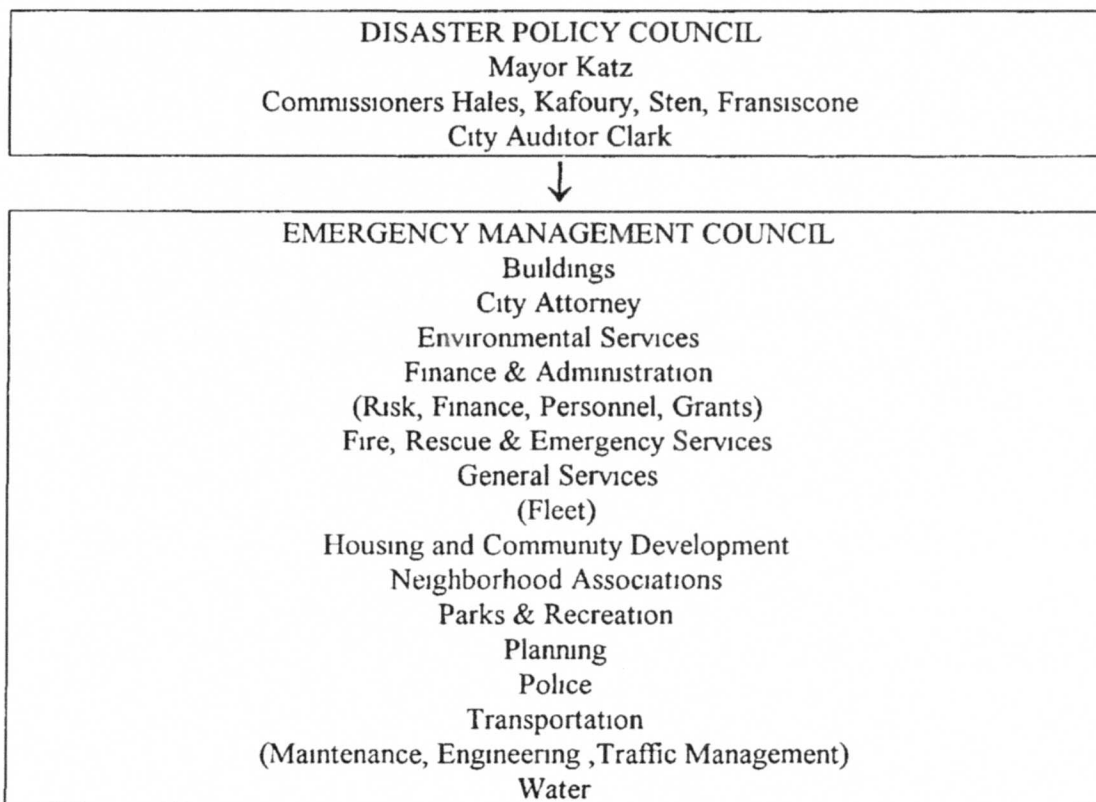 DISASTER POLICY COUNCIL
Mayor Katz
Commissioners Hales, Kafoury, Sten, Fransiscone
City Auditor Clark
EMERGENCY MANAGEMENT COUNCIL
Buildings
City Attorney
Environmental Services
Finance & Administration
(Risk, Finance, Personnel, Grants)
Fire, Rescue & Emergency Services
General Services
(Fleet)
Housing and Community Development
Neighborhood Associations
Parks & Recreation
Planning
Police
Transportation
(Maintenance, Engineering ,Traffic Management)
Water